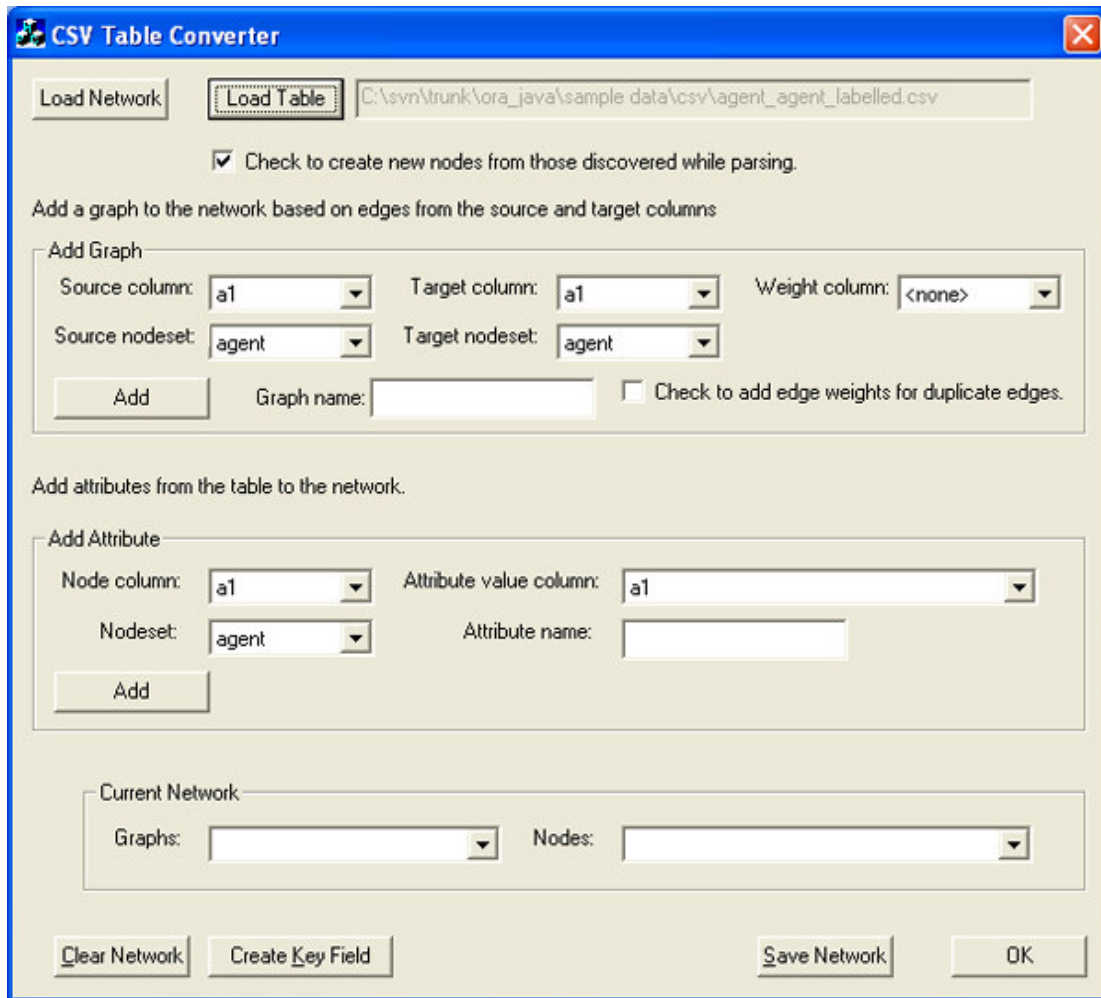 CSV Table Converter
Load Network Load Table C:\svn\trunk\ora_java\sample data\csv\agent_agent_labelled.csv
Check to create new nodes from those discovered while parsing.
Add a graph to the network based on edges from the source and target columns
Add Graph
Source column: a1 Target column: a1 Weight column: <none>
Source nodeset: agent Target nodeset: agent
Add Graph name: Check to add edge weights for duplicate edges.
Add attributes from the table to the network.
Add Attribute
Node column: a1 Attribute value column: a1
Nodeset: agent Attribute name:
Add
Current Network
Graphs: Nodes:
Clear Network Create Key Field Save Network OK